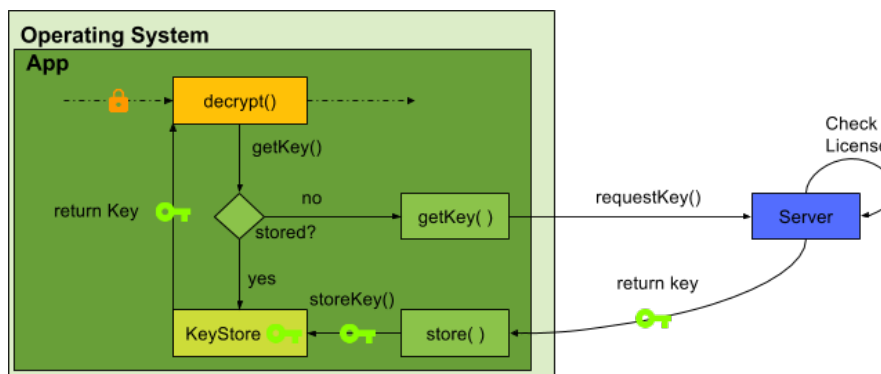 Operating System
App
decrypt()
getKey()
Check
License
return Key
no
requestKey()
getKey( )
Server
stored?
yes
return key
storeKey()
KeyStore
store( )